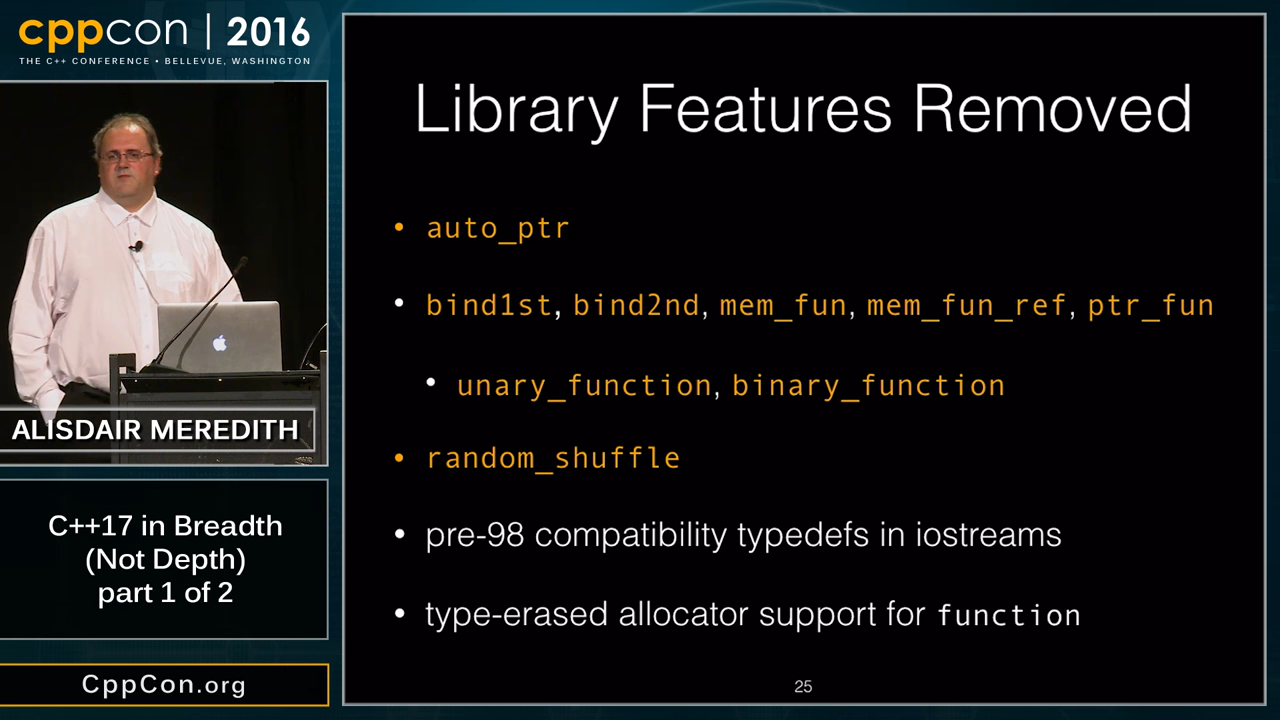 cppcon | 2016
THE C++ CONFERENCE • BELLEVUE, WASHINGTON
ALISDAIR MEREDITH
C++17 in Breadth
(Not Depth)
part 1 of 2
CppCon.org
Library Features Removed
• auto_ptr
• bind1st, bind2nd, mem_fun, mem_fun_ref, ptr_fun
• unary_function, binary_function
• random_shuffle
• pre-98 compatibility typedefs in iostreams
• type-erased allocator support for function
25